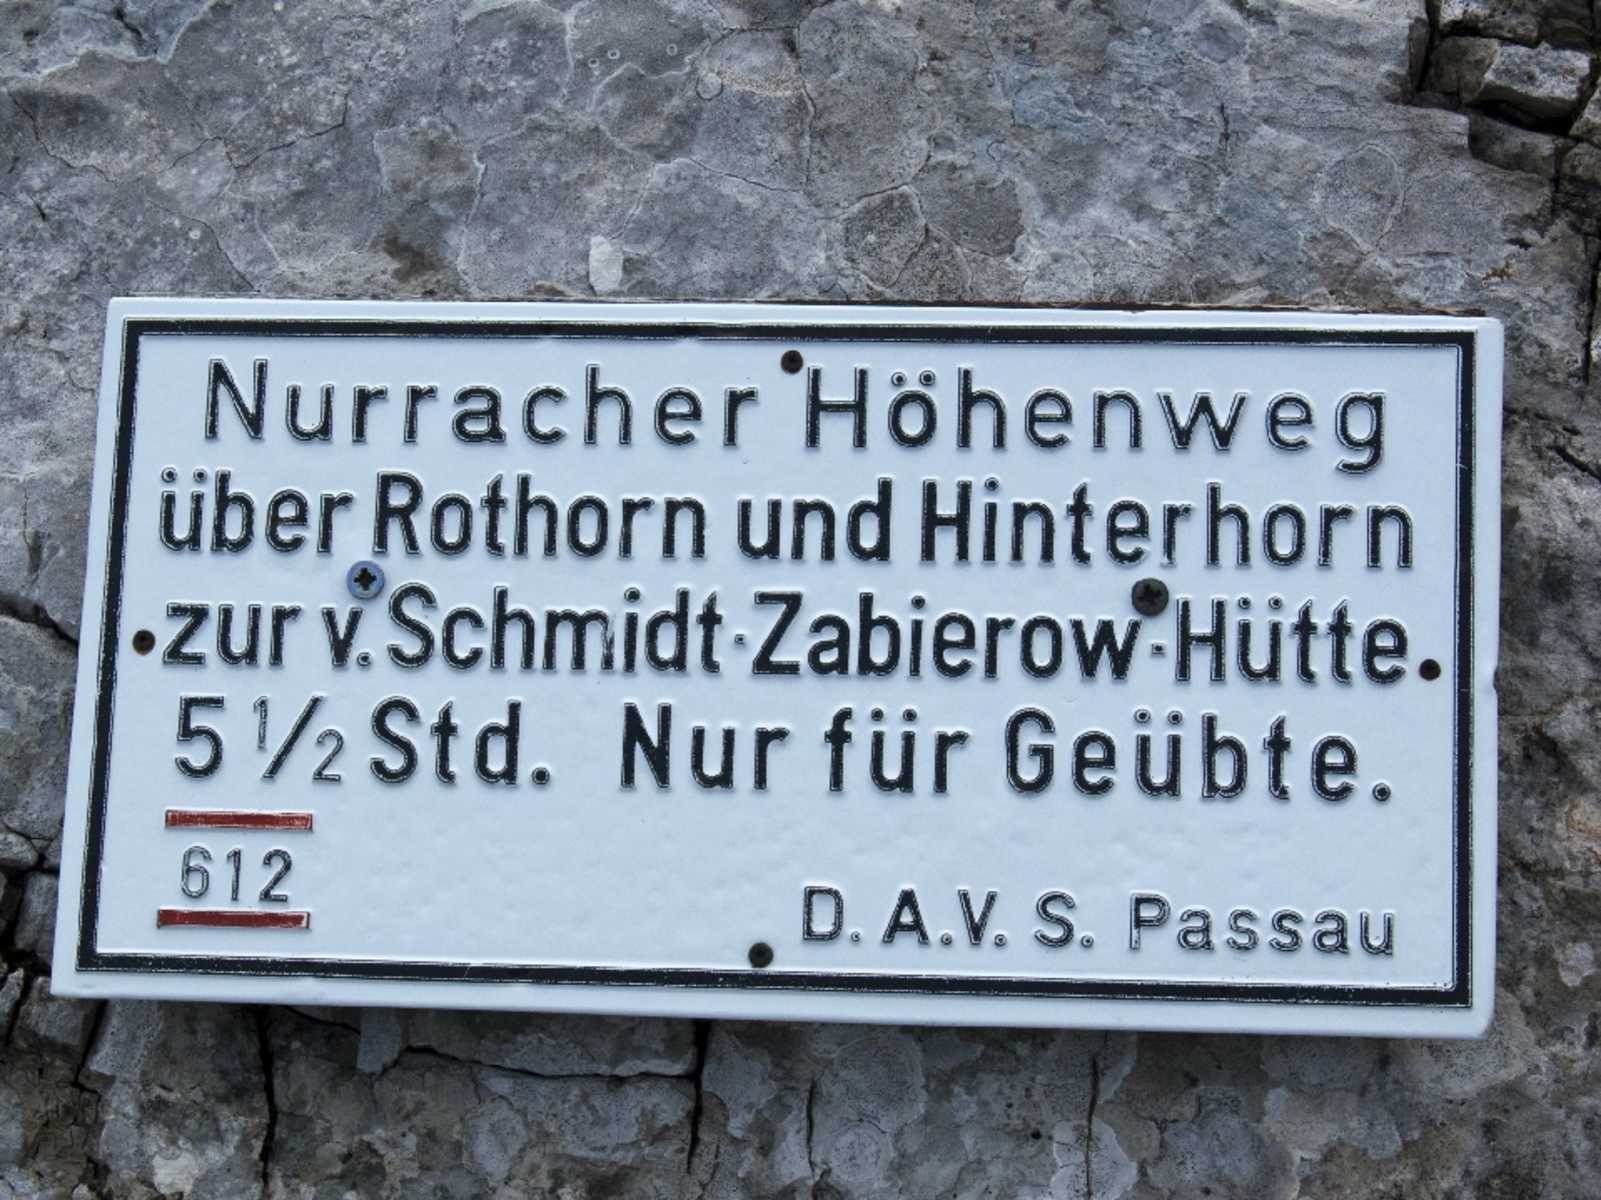 Nurracher Höhenweg
über Rothorn und Hinterhorn
zur v. Schmidt-Zabierow-Hütte.
5 1/2 Std. Nur für Geübte.
612
D. A.V. S. Passau